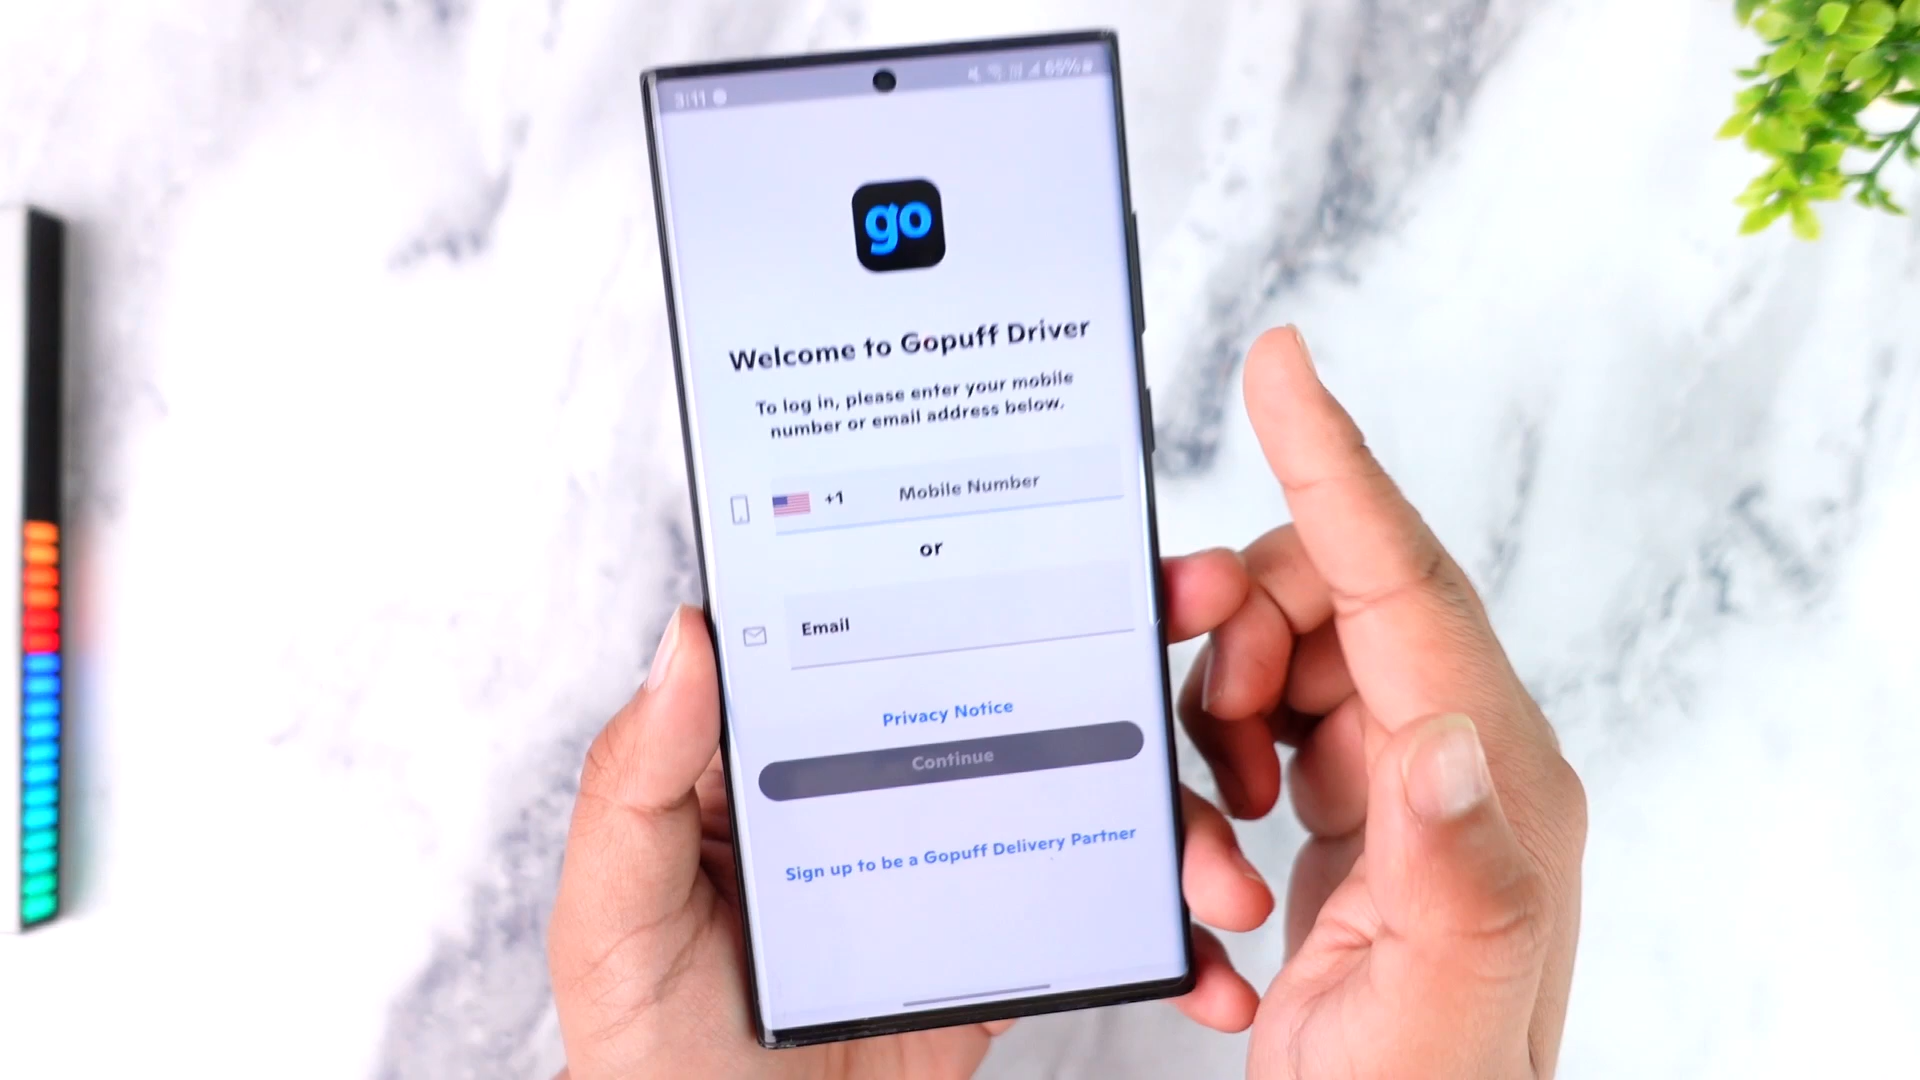 3:11
65%
go
Welcome to Gopuff Driver
To log in, please enter your mobile
number or email address below.
+1 Mobile Number
or
Email
Privacy Notice
Continue
Sign up to be a Gopuff Delivery Partner